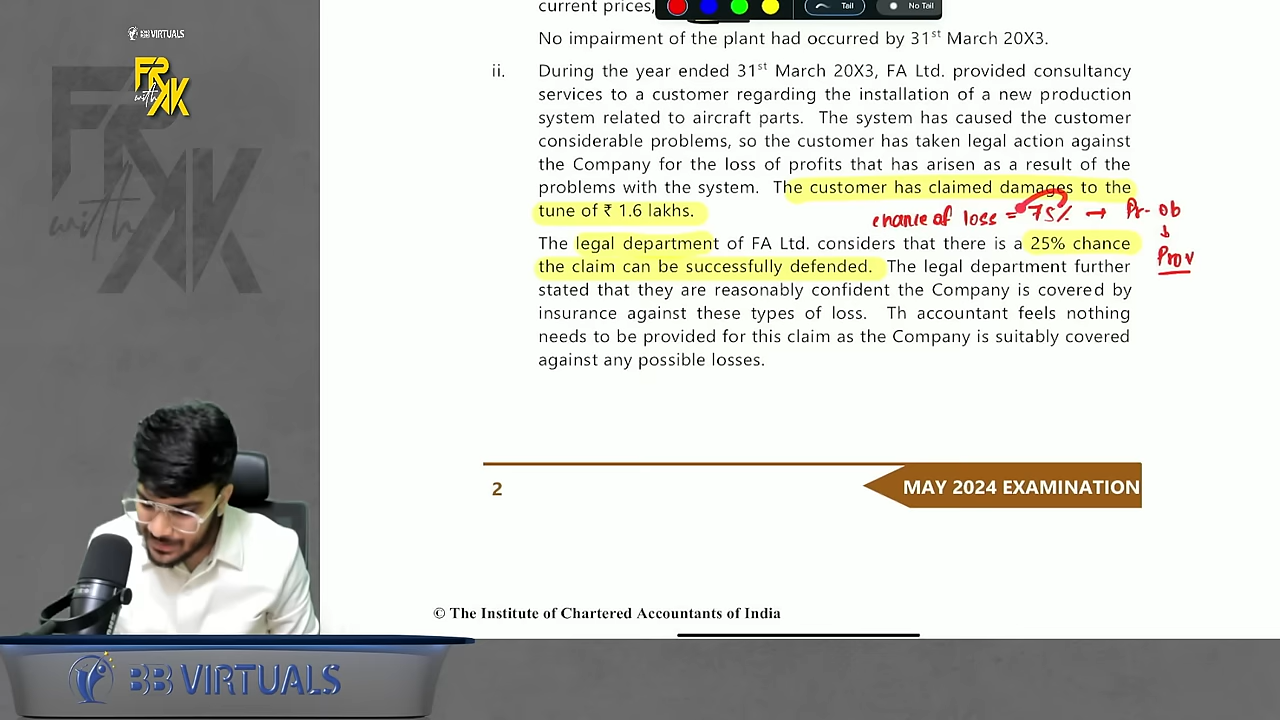 BB VIRTUALS
FR
with
AK
FR
with
AK
Tail
No Tail
current prices,
No impairment of the plant had occurred by 31st March 20X3.
ii. During the year ended 31st March 20X3, FA Ltd. provided consultancy
services to a customer regarding the installation of a new production
system related to aircraft parts. The system has caused the customer
considerable problems, so the customer has taken legal action against
the Company for the loss of profits that has arisen as a result of the
problems with the system. The customer has claimed damages to the
tune of ₹ 1.6 lakhs.
chance of loss = 75% → Pr- ob
↓
Prov
The legal department of FA Ltd. considers that there is a 25% chance
the claim can be successfully defended. The legal department further
stated that they are reasonably confident the Company is covered by
insurance against these types of loss. Th accountant feels nothing
needs to be provided for this claim as the Company is suitably covered
against any possible losses.
2
MAY 2024 EXAMINATION
© The Institute of Chartered Accountants of India
BB VIRTUALS